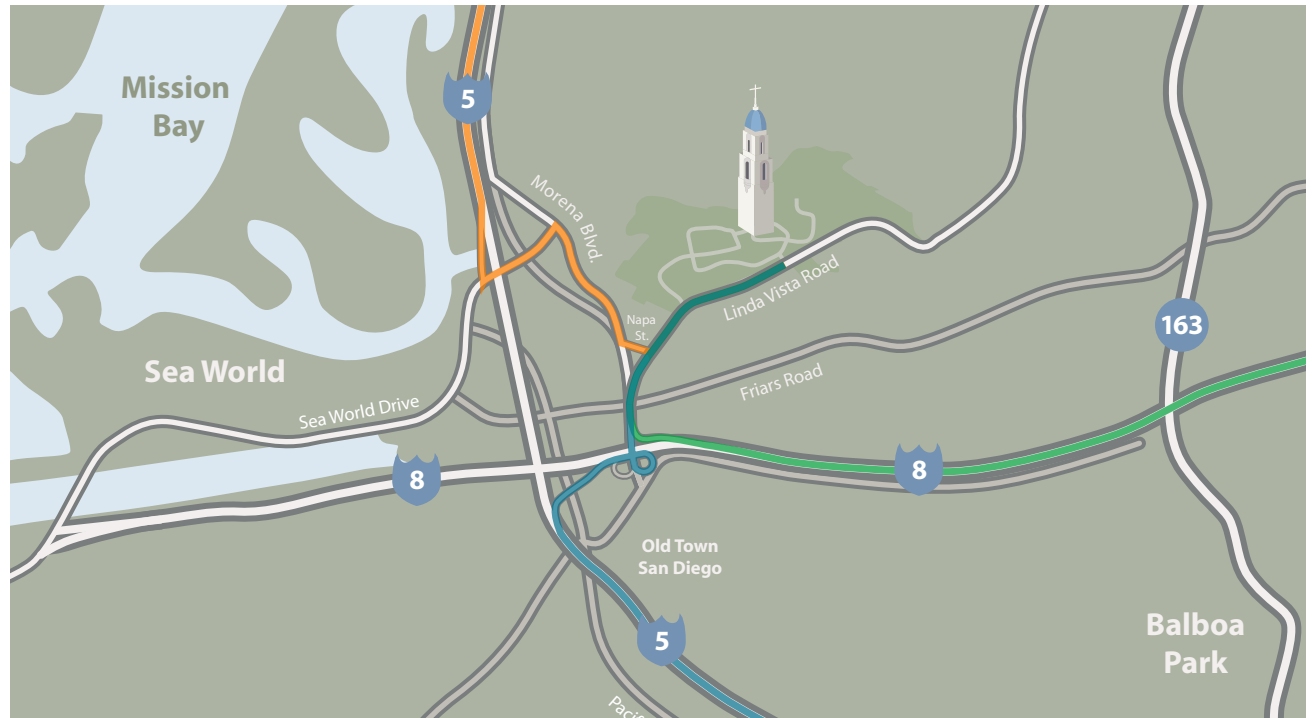 Mission
Bay
5
Morena Blvd.
Linda Vista Road
Napa
St.
163
Sea World
Friars Road
Sea World Drive
8
8
Old Town
San Diego
5
Balboa
Park